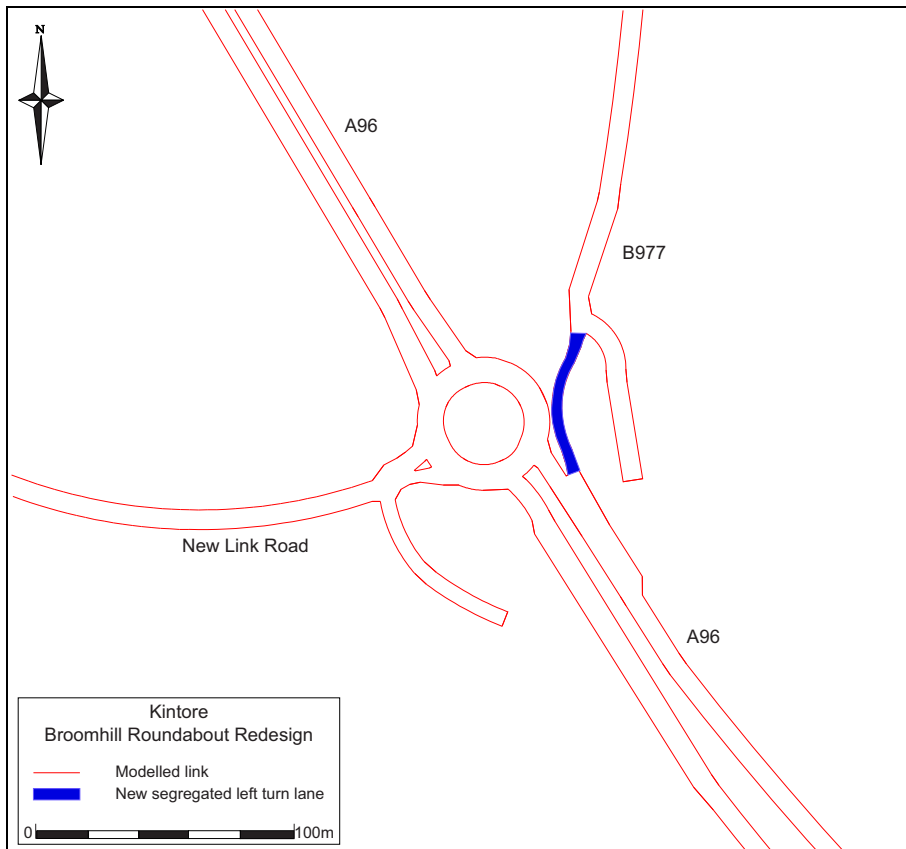 N
A96
B977
New Link Road
A96
Kintore
Broomhill Roundabout Redesign
Modelled link
New segregated left turn lane
0 100m